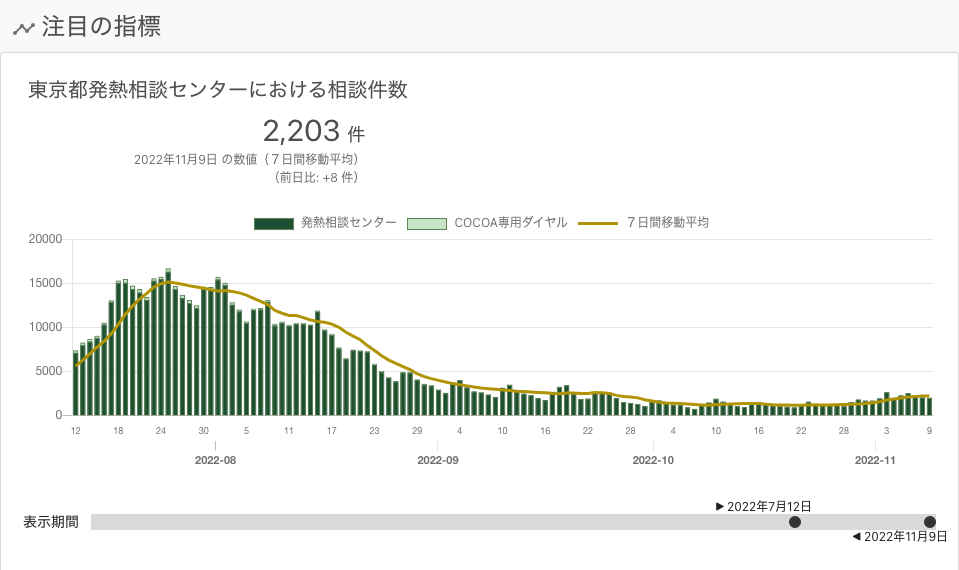 注目の指標
東京都発熱相談センターにおける相談件数
2,203 件
2022年11月9日 の数値（７日間移動平均）
（前日比: +8 件）
発熱相談センター COCOA専用ダイヤル ７日間移動平均
20000
15000
10000
5000
0
12 18 24 30 5 11 17 23 29 4 10 16 22 28 4 10 16 22 28 3 9
2022-08 2022-09 2022-10 2022-11
▶ 2022年7月12日
表示期間
◀ 2022年11月9日